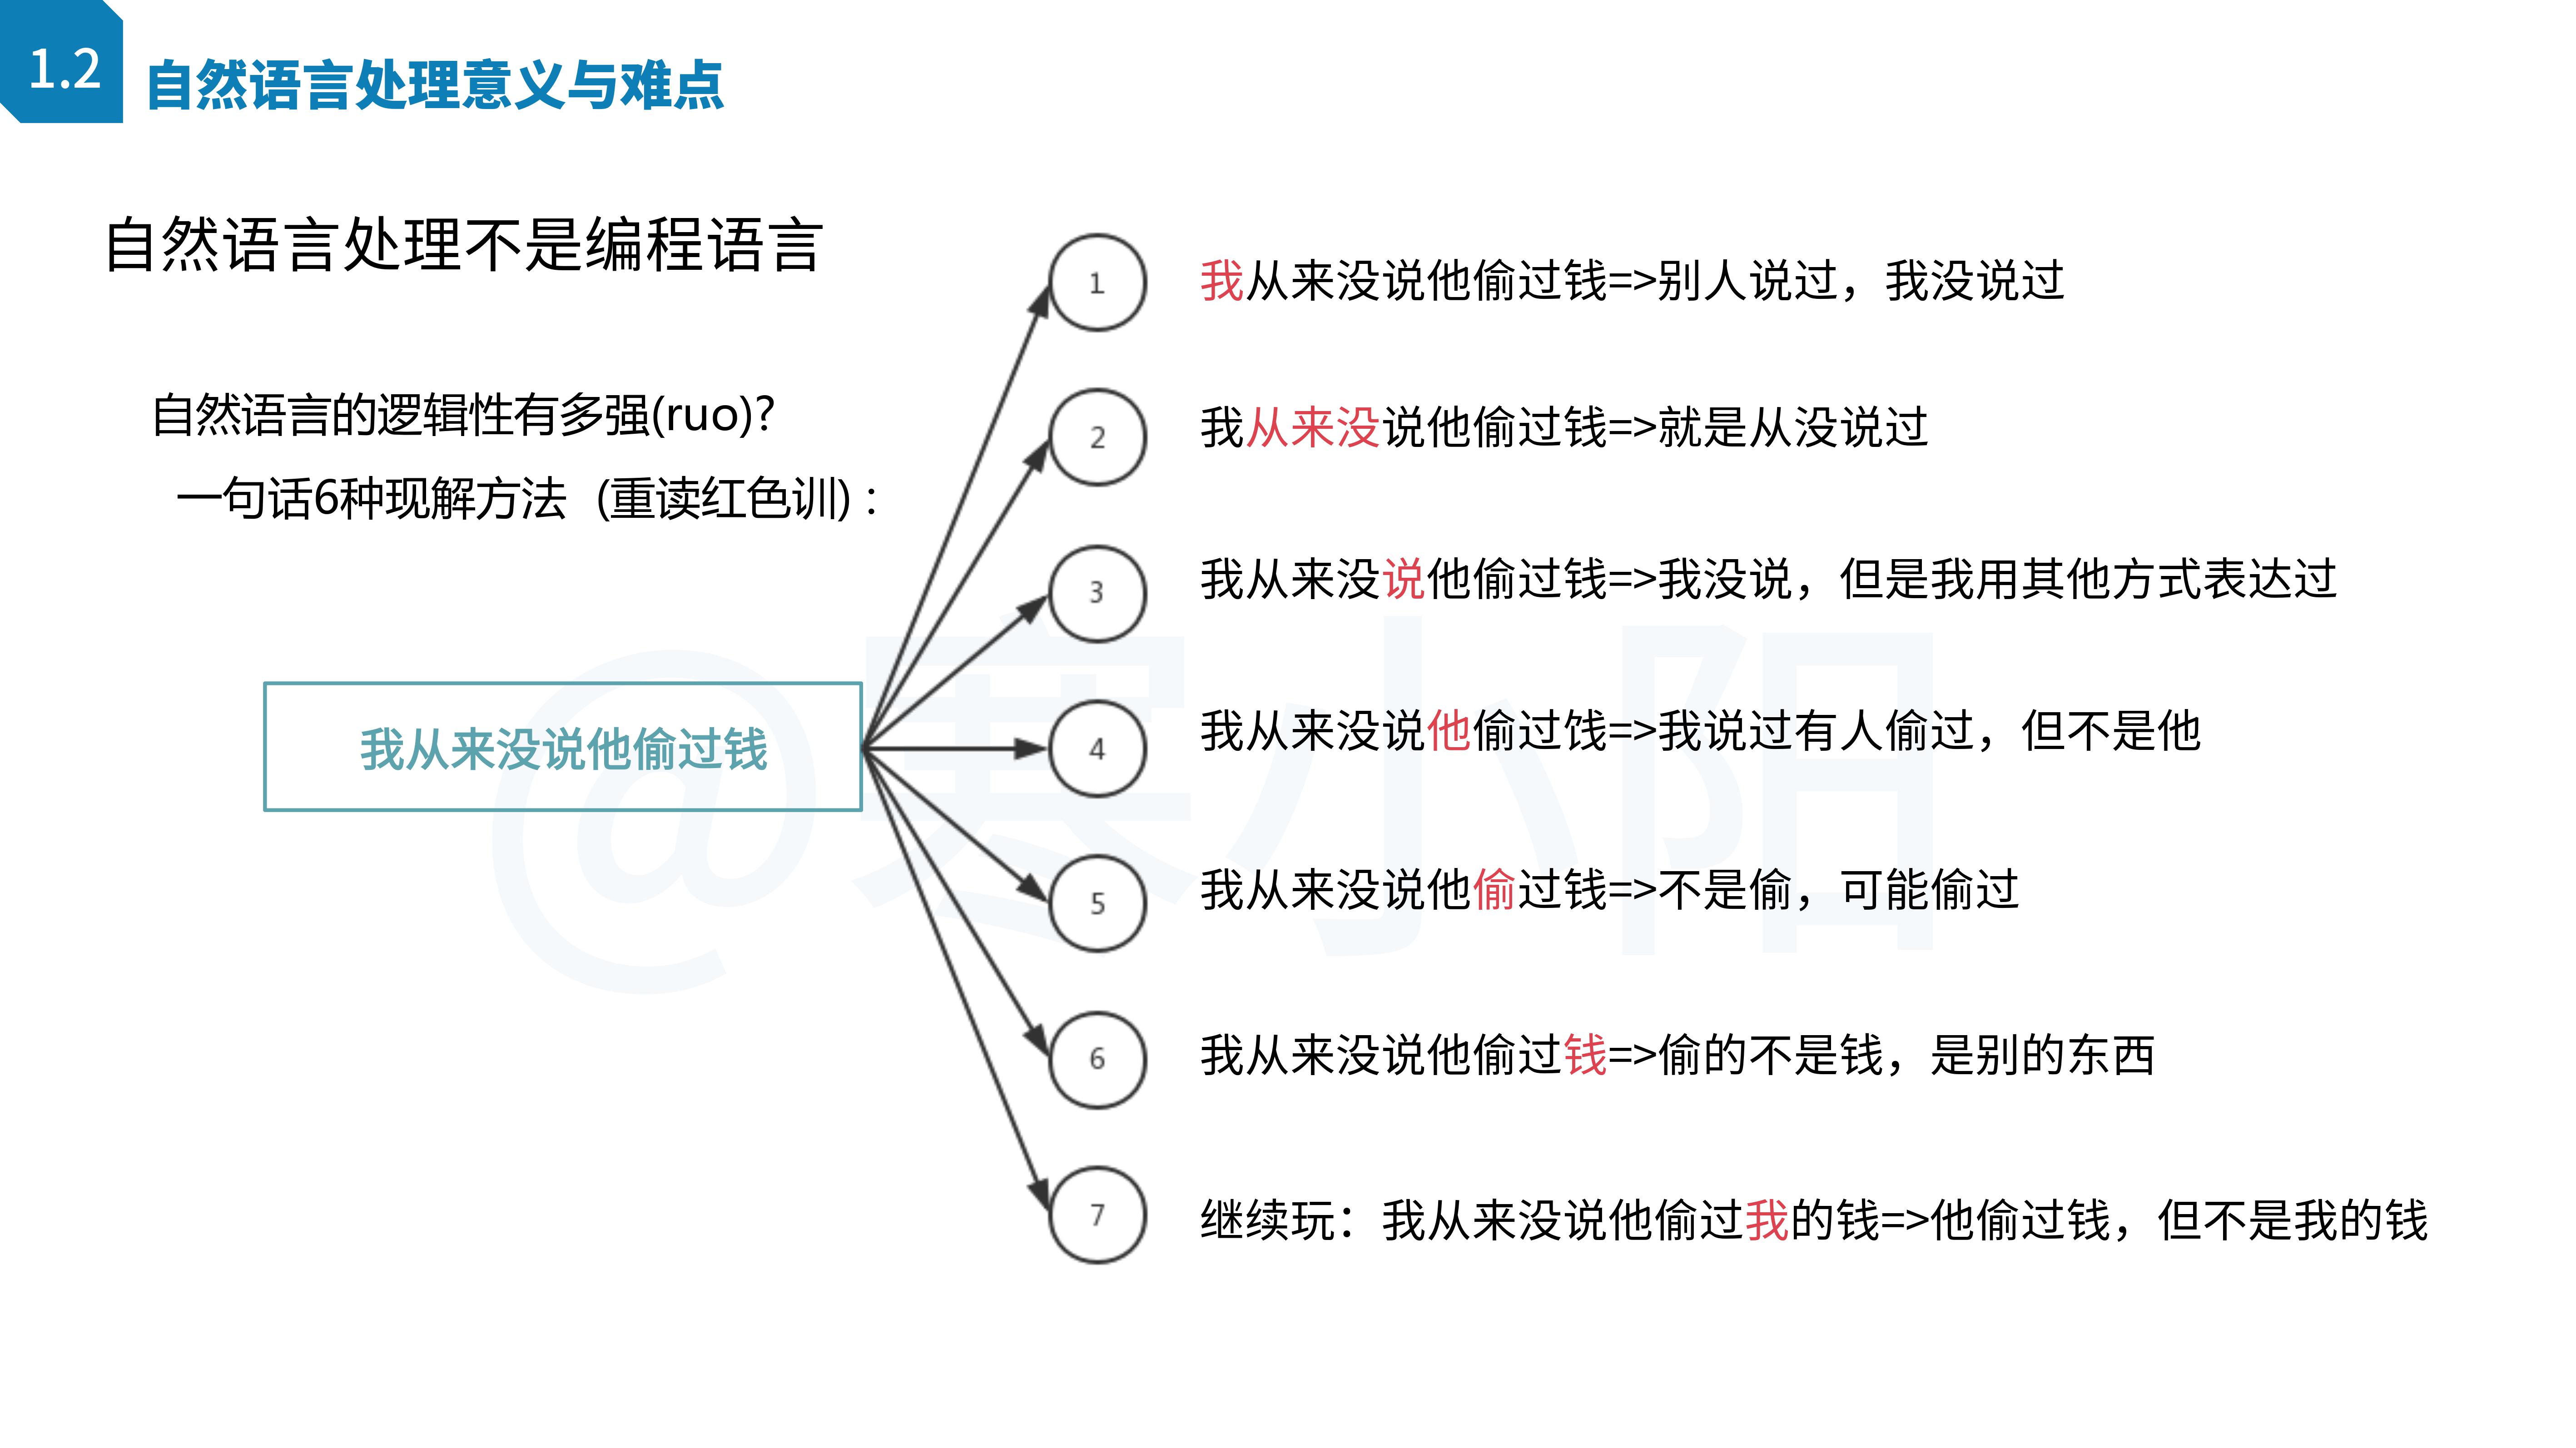 1.2
自然语言处理意义与难点
自然语言处理不是编程语言
自然语言的逻辑性有多强(ruo)?
一句话6种现解方法 (重读红色训)：
我从来没说他偷过钱
1
我从来没说他偷过钱=>别人说过，我没说过
2
我从来没说他偷过钱=>就是从没说过
3
我从来没说他偷过钱=>我没说，但是我用其他方式表达过
4
我从来没说他偷过饯=>我说过有人偷过，但不是他
5
我从来没说他偷过钱=>不是偷，可能偷过
6
我从来没说他偷过钱=>偷的不是钱，是别的东西
7
继续玩：我从来没说他偷过我的钱=>他偷过钱，但不是我的钱
@寒小阳